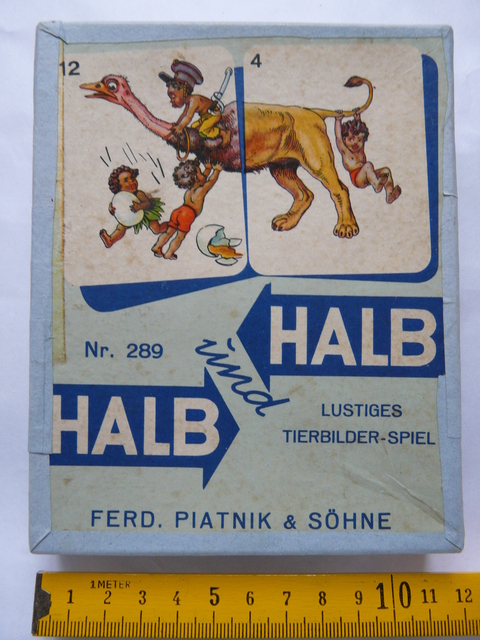 12
4
HALB
Nr. 289
und
HALB
LUSTIGES
TIERBILDER-SPIEL
FERD. PIATNIK & SÖHNE
1 METER
1 2 3 4 5 6 7 8 9 10 11 12